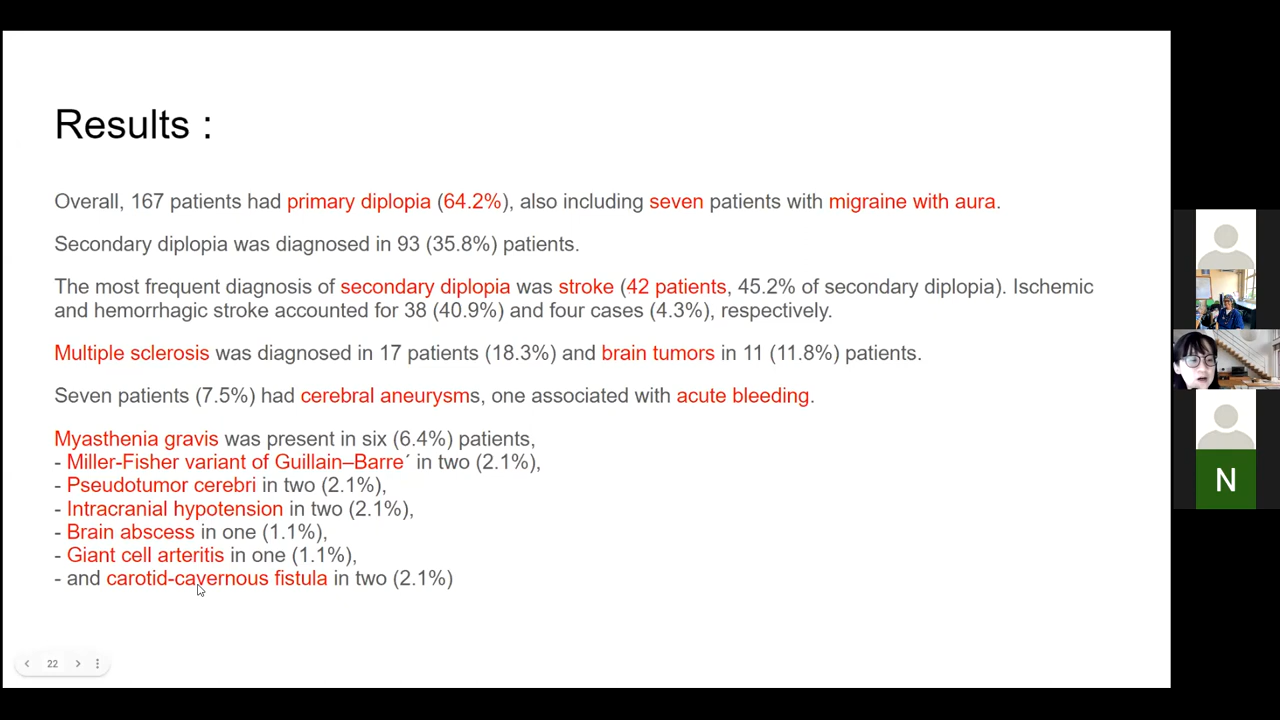 Results :
Overall, 167 patients had primary diplopia (64.2%), also including seven patients with migraine with aura.
Secondary diplopia was diagnosed in 93 (35.8%) patients.
The most frequent diagnosis of secondary diplopia was stroke (42 patients, 45.2% of secondary diplopia). Ischemic
and hemorrhagic stroke accounted for 38 (40.9%) and four cases (4.3%), respectively.
Multiple sclerosis was diagnosed in 17 patients (18.3%) and brain tumors in 11 (11.8%) patients.
Seven patients (7.5%) had cerebral aneurysms, one associated with acute bleeding.
Myasthenia gravis was present in six (6.4%) patients,
- Miller-Fisher variant of Guillain–Barre´ in two (2.1%),
- Pseudotumor cerebri in two (2.1%),
- Intracranial hypotension in two (2.1%),
- Brain abscess in one (1.1%),
- Giant cell arteritis in one (1.1%),
- and carotid-cavernous fistula in two (2.1%)
22
N